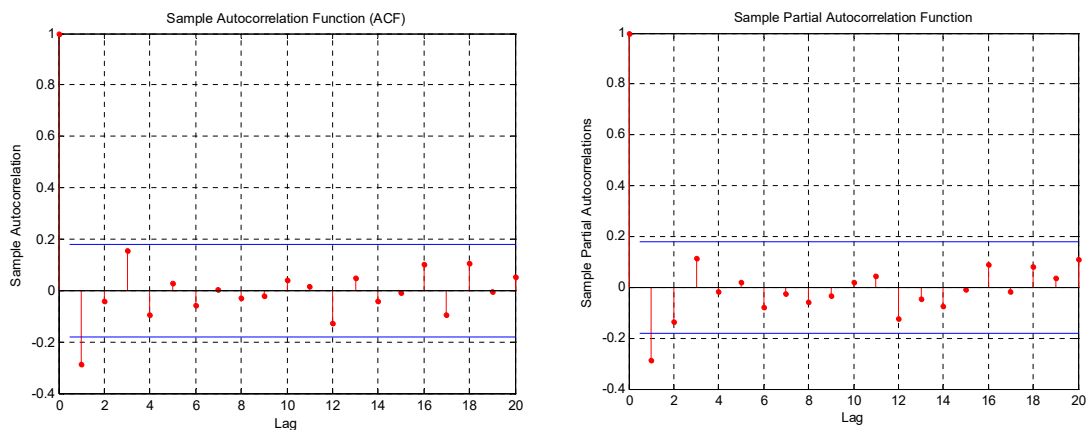 Sample Autocorrelation Function (ACF)
1
0.8
0.6
0.4
0.2
0
-0.2
-0.4
Sample Autocorrelation
0 2 4 6 8 10 12 14 16 18 20
Lag
Sample Partial Autocorrelation Function
1
0.8
0.6
0.4
0.2
0
-0.2
-0.4
Sample Partial Autocorrelations
0 2 4 6 8 10 12 14 16 18 20
Lag